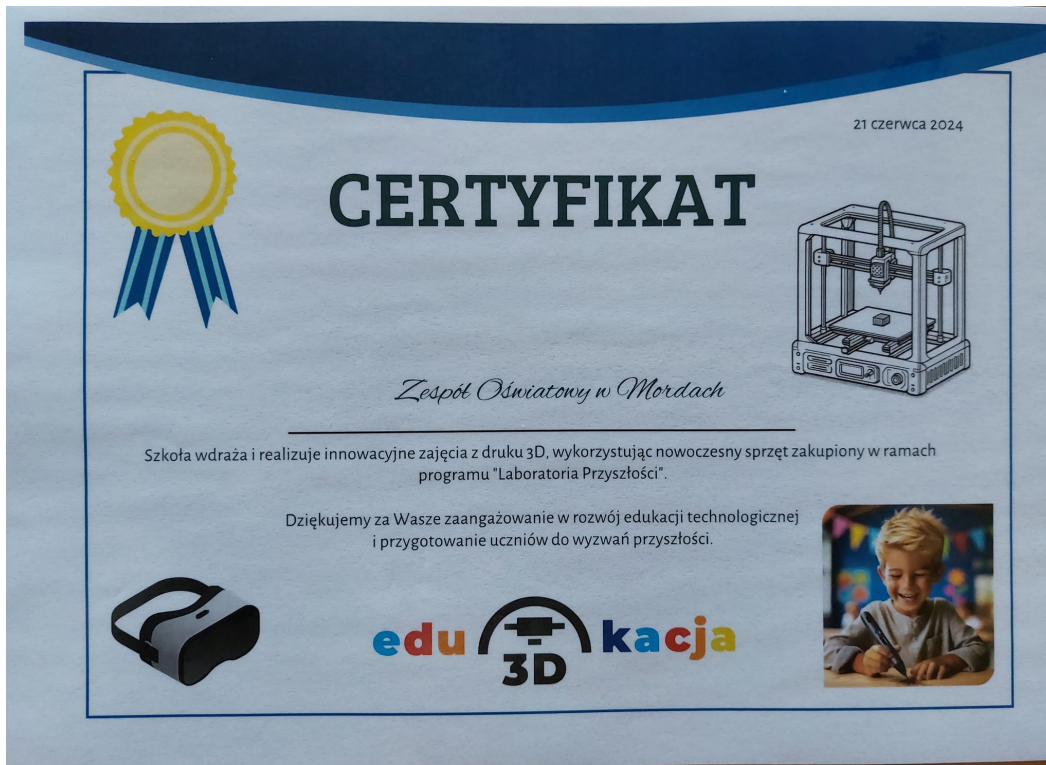 21 czerwca 2024
CERTYFIKAT
Zespół Oświatowy w Mordach
Szkoła wdraża i realizuje innowacyjne zajęcia z druku 3D, wykorzystując nowoczesny sprzęt zakupiony w ramach
programu "Laboratoria Przyszłości".
Dziękujemy za Wasze zaangażowanie w rozwój edukacji technologicznej
i przygotowanie uczniów do wyzwań przyszłości.
edu kacja
3D